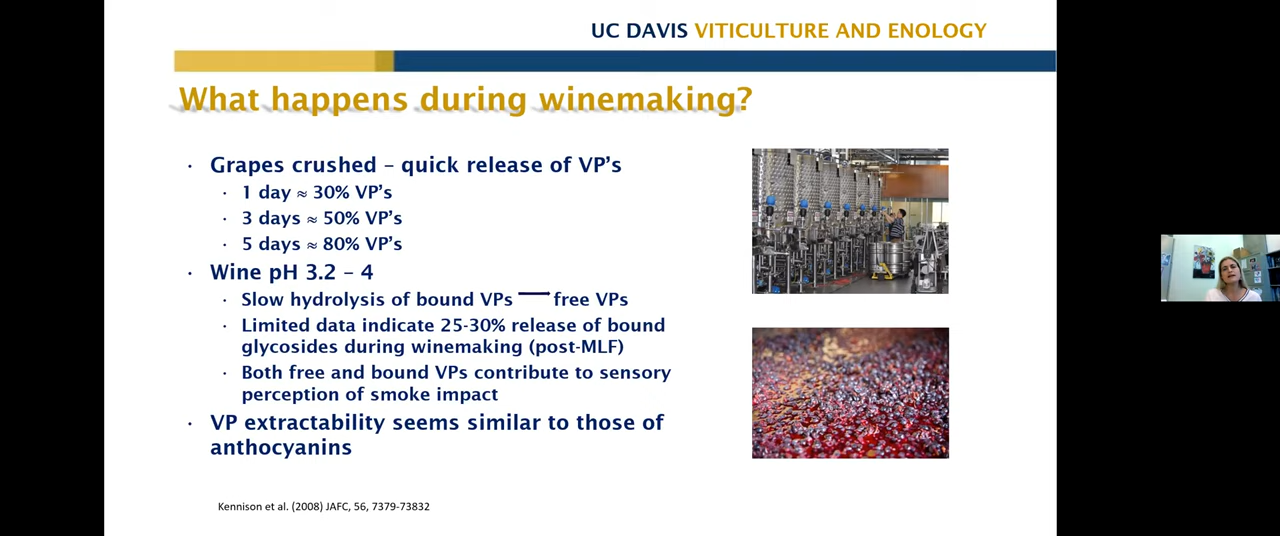 UC DAVIS VITICULTURE AND ENOLOGY
What happens during winemaking?
· Grapes crushed – quick release of VP’s
· 1 day ≈ 30% VP’s
· 3 days ≈ 50% VP’s
· 5 days ≈ 80% VP’s
· Wine pH 3.2 – 4
· Slow hydrolysis of bound VPs → free VPs
· Limited data indicate 25-30% release of bound
glycosides during winemaking (post-MLF)
· Both free and bound VPs contribute to sensory
perception of smoke impact
· VP extractability seems similar to those of
anthocyanins
Kennison et al. (2008) JAFC, 56, 7379-73832